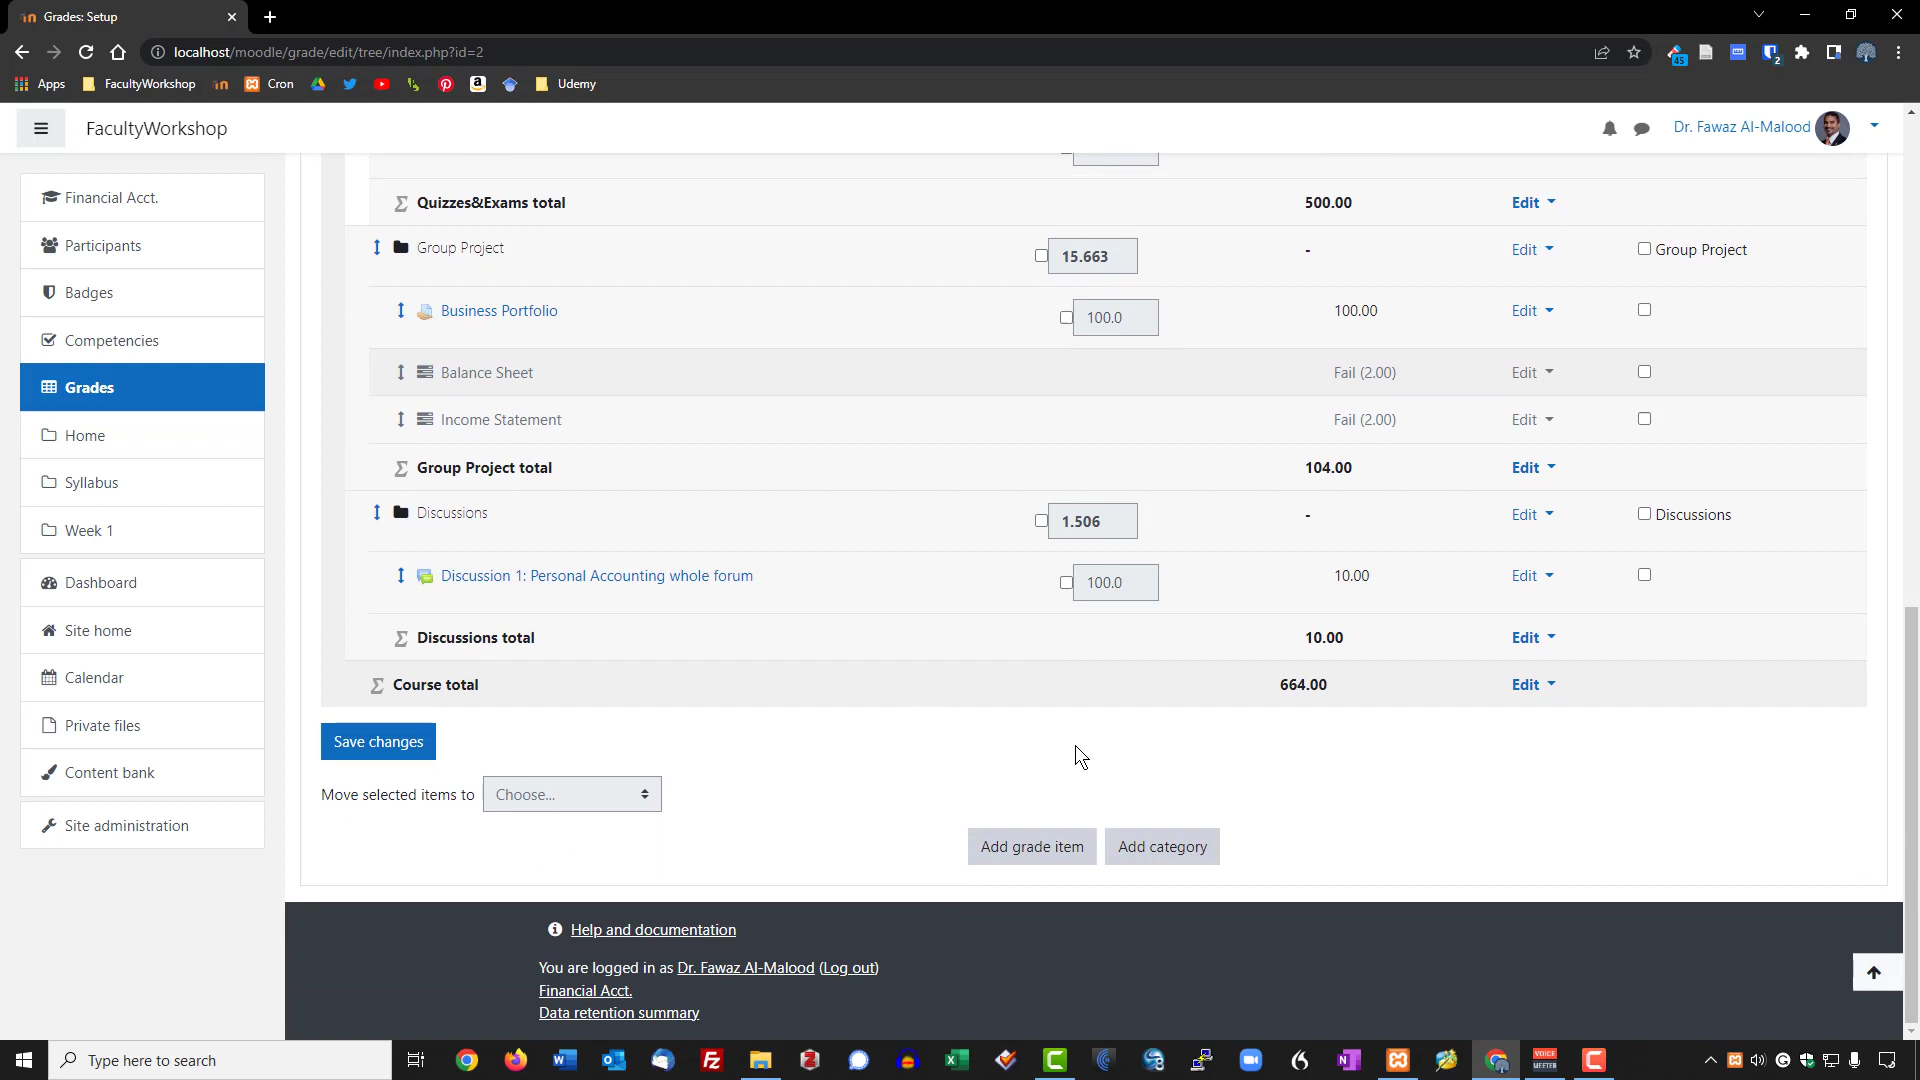 Grades: Setup
localhost/moodle/grade/edit/tree/index.php?id=2
45
2
Apps FacultyWorkshop Cron Udemy
FacultyWorkshop
Dr. Fawaz Al-Malood
Financial Acct.
Participants
Badges
Competencies
Grades
Home
Syllabus
Week 1
Dashboard
Site home
Calendar
Private files
Content bank
Site administration
Quizzes&Exams total 500.00 Edit
Group Project 15.663 - Edit Group Project
Business Portfolio 100.0 100.00 Edit
Balance Sheet Fail (2.00) Edit
Income Statement Fail (2.00) Edit
Group Project total 104.00 Edit
Discussions 1.506 - Edit Discussions
Discussion 1: Personal Accounting whole forum 100.0 10.00 Edit
Discussions total 10.00 Edit
Course total 664.00 Edit
Save changes
Move selected items to Choose...
Add grade item Add category
Help and documentation
You are logged in as Dr. Fawaz Al-Malood (Log out)
Financial Acct.
Data retention summary
Type here to search
VOICE
MEETER